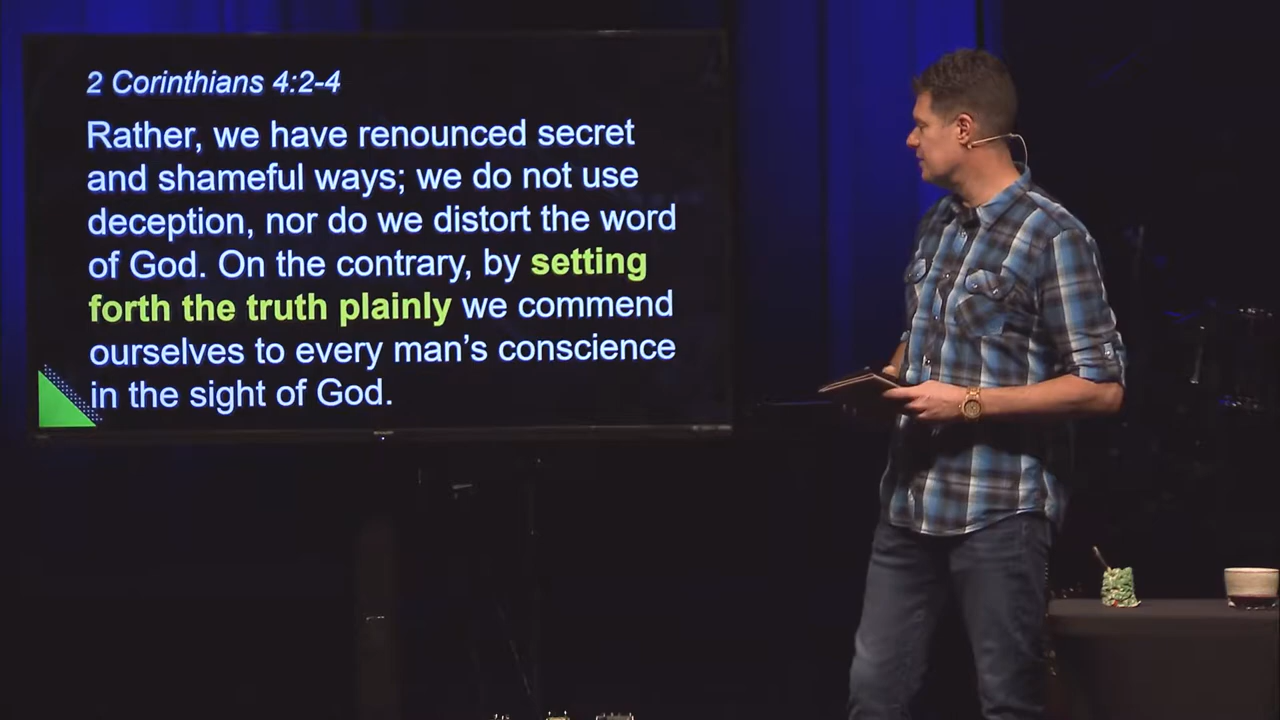 2 Corinthians 4:2-4
Rather, we have renounced secret
and shameful ways; we do not use
deception, nor do we distort the word
of God. On the contrary, by setting
forth the truth plainly we commend
ourselves to every man’s conscience
in the sight of God.